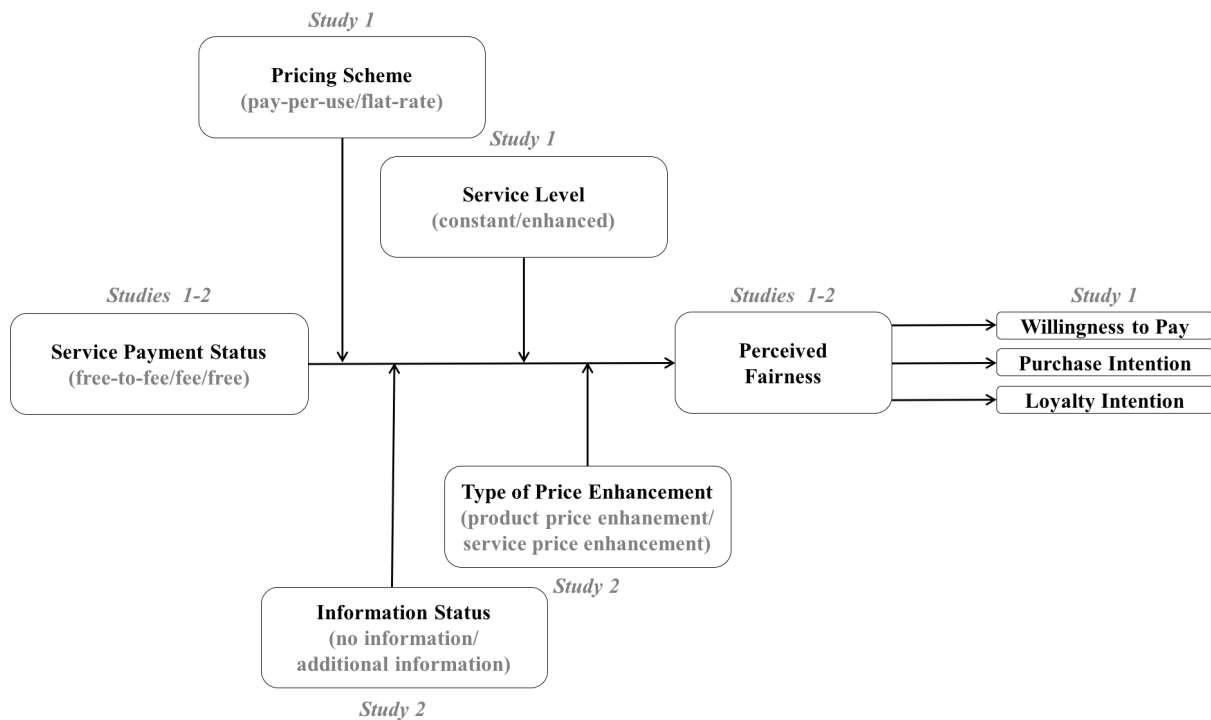 Study 1
Pricing Scheme
(pay-per-use/flat-rate)
Study 1
Service Level
(constant/enhanced)
Studies 1-2
Service Payment Status
(free-to-fee/fee/free)
Studies 1-2
Perceived
Fairness
Study 1
Willingness to Pay
Purchase Intention
Loyalty Intention
Type of Price Enhancement
(product price enhanement/
service price enhancement)
Study 2
Information Status
(no information/
additional information)
Study 2